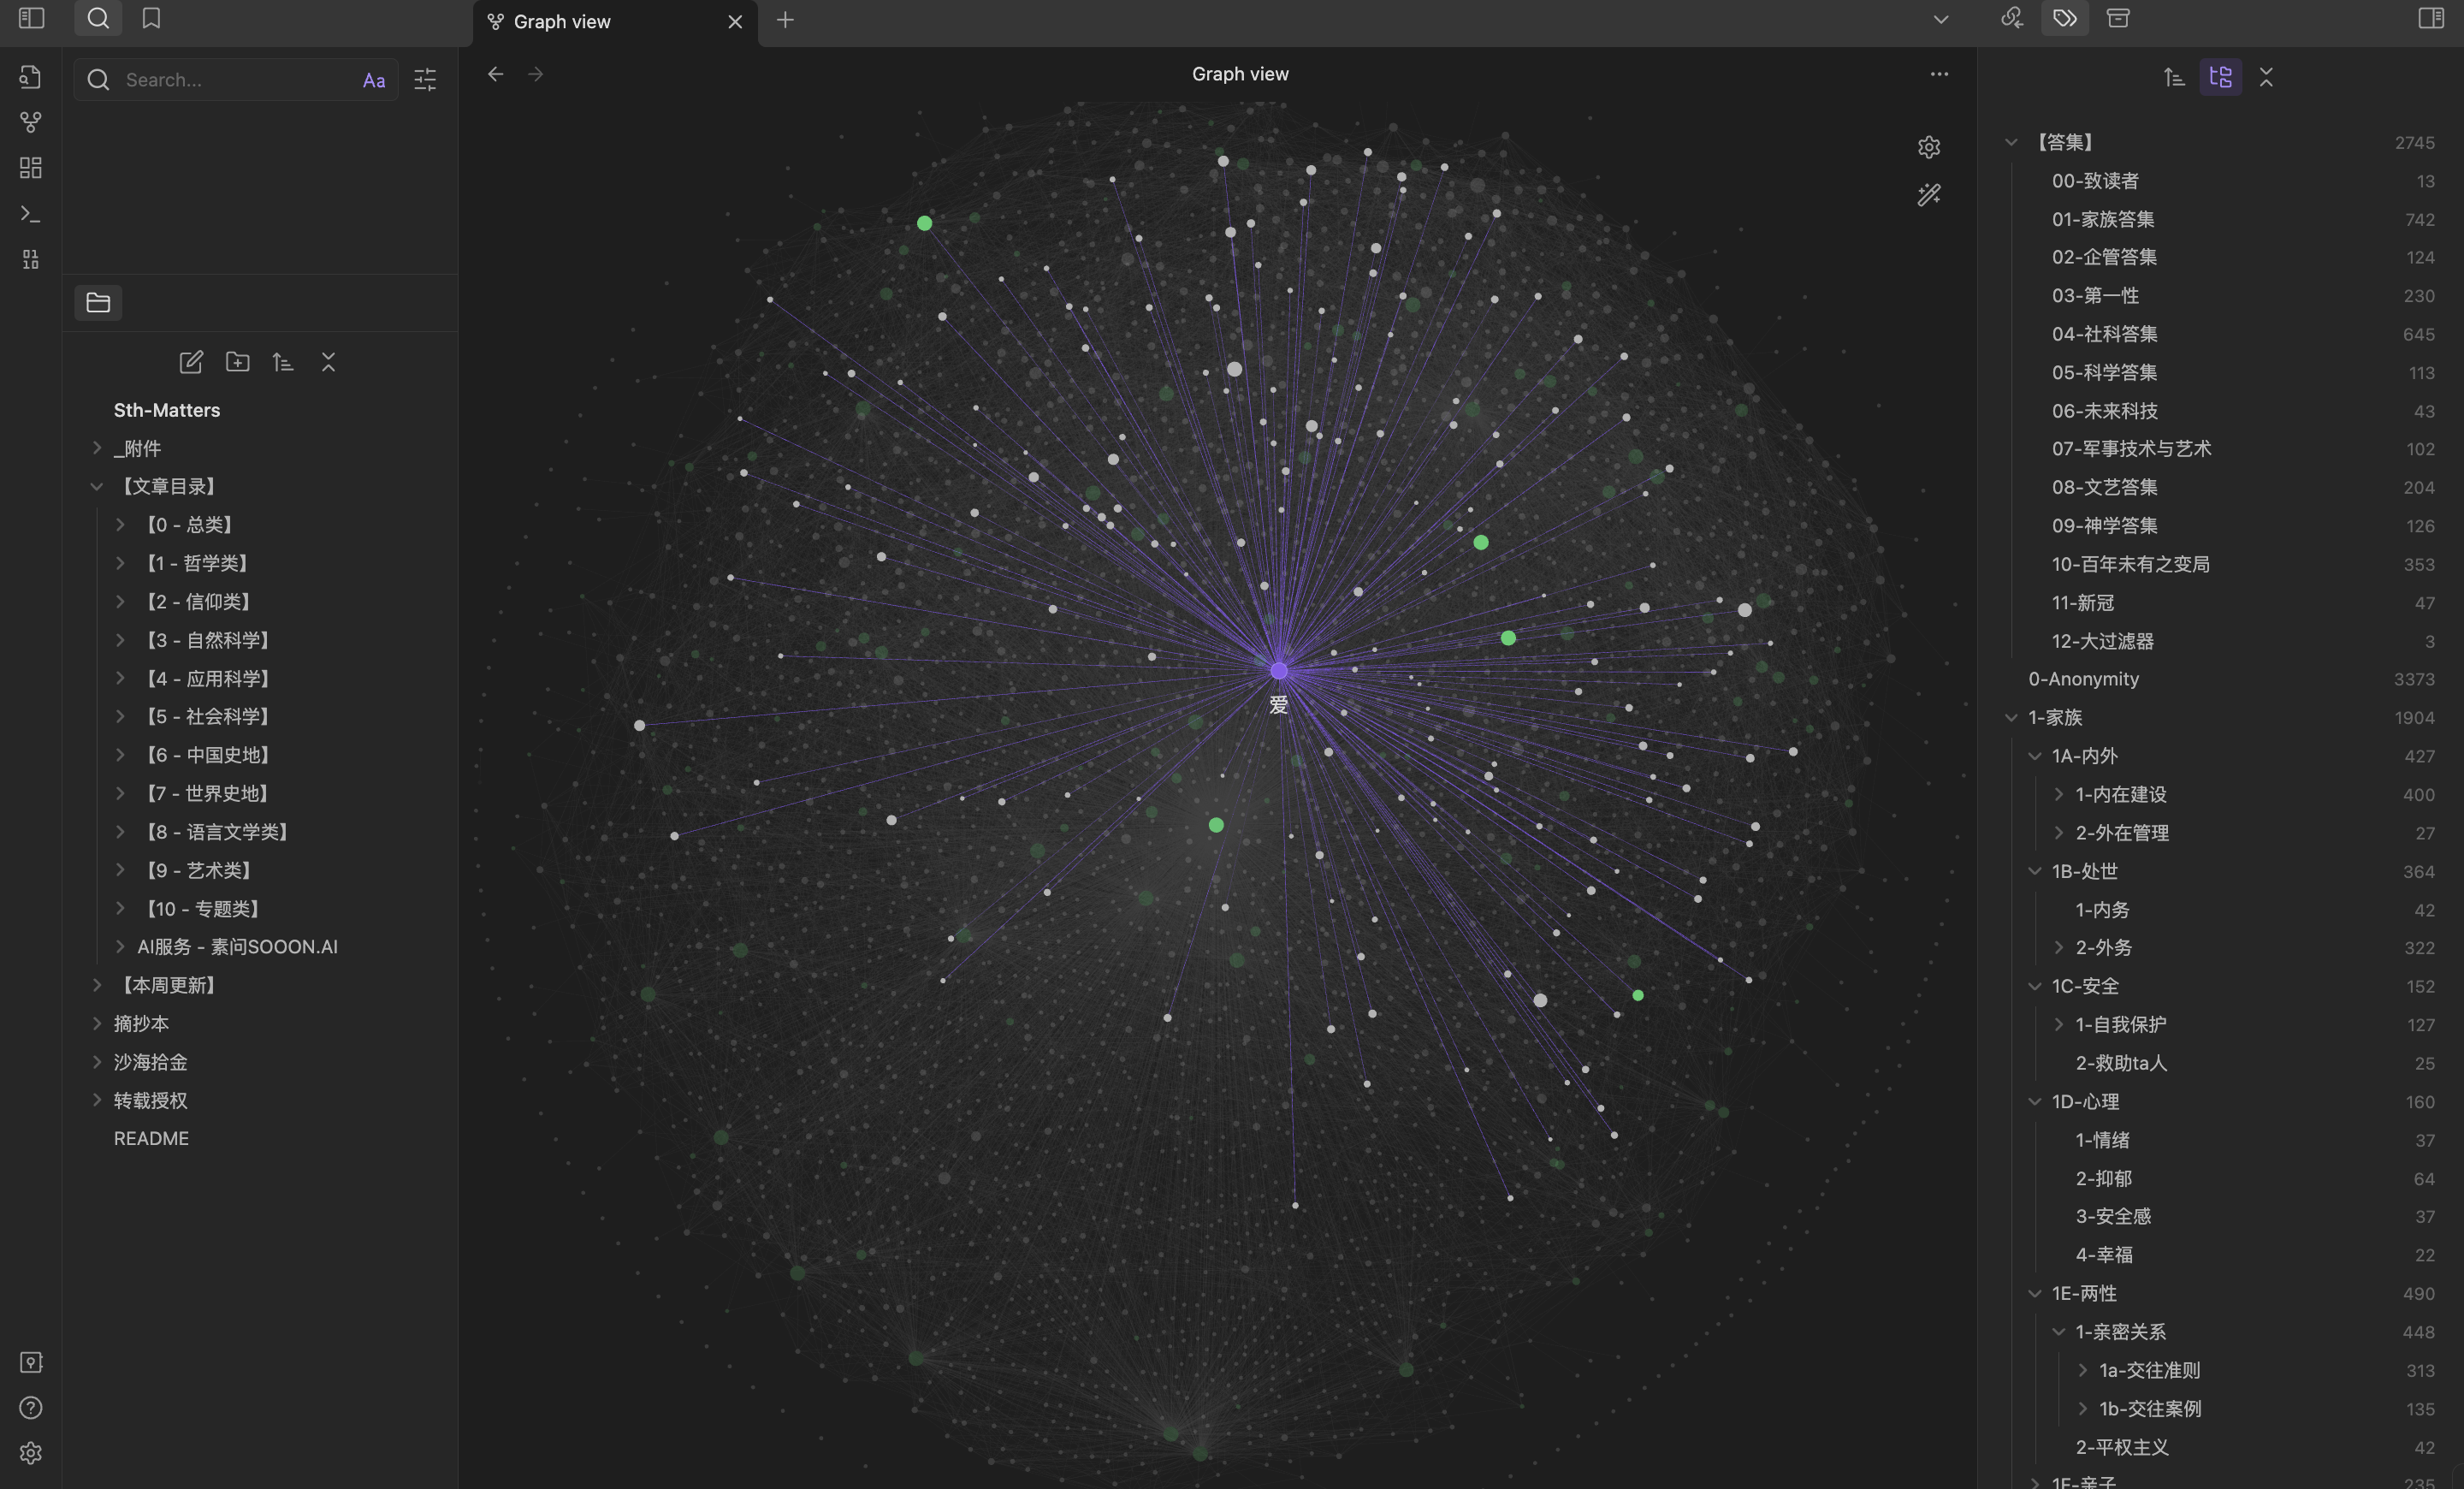 Graph view
Search...
Aa
Sth-Matters
_附件
【文章目录】
【0 - 总类】
【1 - 哲学类】
【2 - 信仰类】
【3 - 自然科学】
【4 - 应用科学】
【5 - 社会科学】
【6 - 中国史地】
【7 - 世界史地】
【8 - 语言文学类】
【9 - 艺术类】
【10 - 专题类】
AI服务 - 素问SOOON.AI
【本周更新】
摘抄本
沙海拾金
转载授权
README
Graph view
爱
【答集】 2745
00-致读者 13
01-家族答集 742
02-企管答集 124
03-第一性 230
04-社科答集 645
05-科学答集 113
06-未来科技 43
07-军事技术与艺术 102
08-文艺答集 204
09-神学答集 126
10-百年未有之变局 353
11-新冠 47
12-大过滤器 3
0-Anonymity 3373
1-家族 1904
1A-内外 427
1-内在建设 400
2-外在管理 27
1B-处世 364
1-内务 42
2-外务 322
1C-安全 152
1-自我保护 127
2-救助ta人 25
1D-心理 160
1-情绪 37
2-抑郁 64
3-安全感 37
4-幸福 22
1E-两性 490
1-亲密关系 448
1a-交往准则 313
1b-交往案例 135
2-平权主义 42
1F-亲子 235